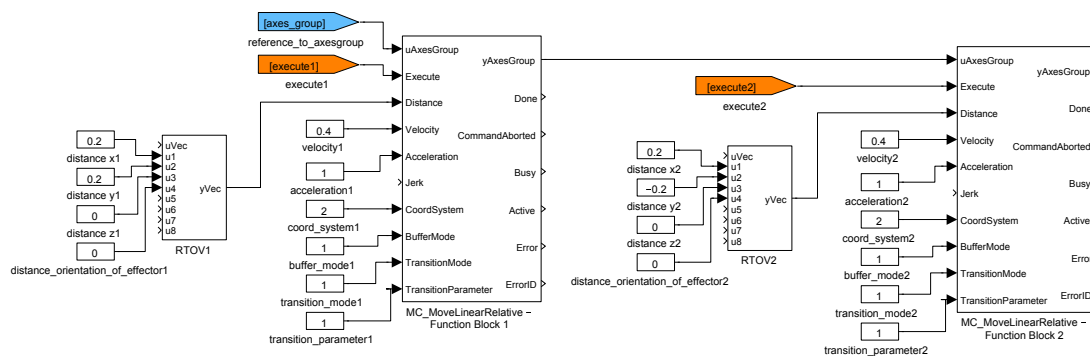 [axes_group]
reference_to_axesgroup
[execute1]
execute1
0.2
distance x1
0.2
distance y1
0
distance z1
0
distance_orientation_of_effector1
uVec
u1
u2
u3
u4
u5
u6
u7
u8
yVec
RTOV1
0.4
velocity1
1
acceleration1
2
coord_system1
1
buffer_mode1
1
transition_mode1
1
transition_parameter1
uAxesGroup
Execute
Distance
Velocity
Acceleration
Jerk
CoordSystem
BufferMode
TransitionMode
TransitionParameter
yAxesGroup
Done
CommandAborted
Busy
Active
Error
ErrorID
MC_MoveLinearRelative −
Function Block 1
[execute2]
execute2
0.2
distance x2
−0.2
distance y2
0
distance z2
0
distance_orientation_of_effector2
uVec
u1
u2
u3
u4
u5
u6
u7
u8
yVec
RTOV2
0.4
velocity2
1
acceleration2
2
coord_system2
1
buffer_mode2
1
transition_mode2
1
transition_parameter2
uAxesGroup
Execute
Distance
Velocity
Acceleration
Jerk
CoordSystem
BufferMode
TransitionMode
TransitionParameter
yAxesGroup
Done
CommandAborted
Busy
Active
Error
ErrorID
MC_MoveLinearRelative −
Function Block 2